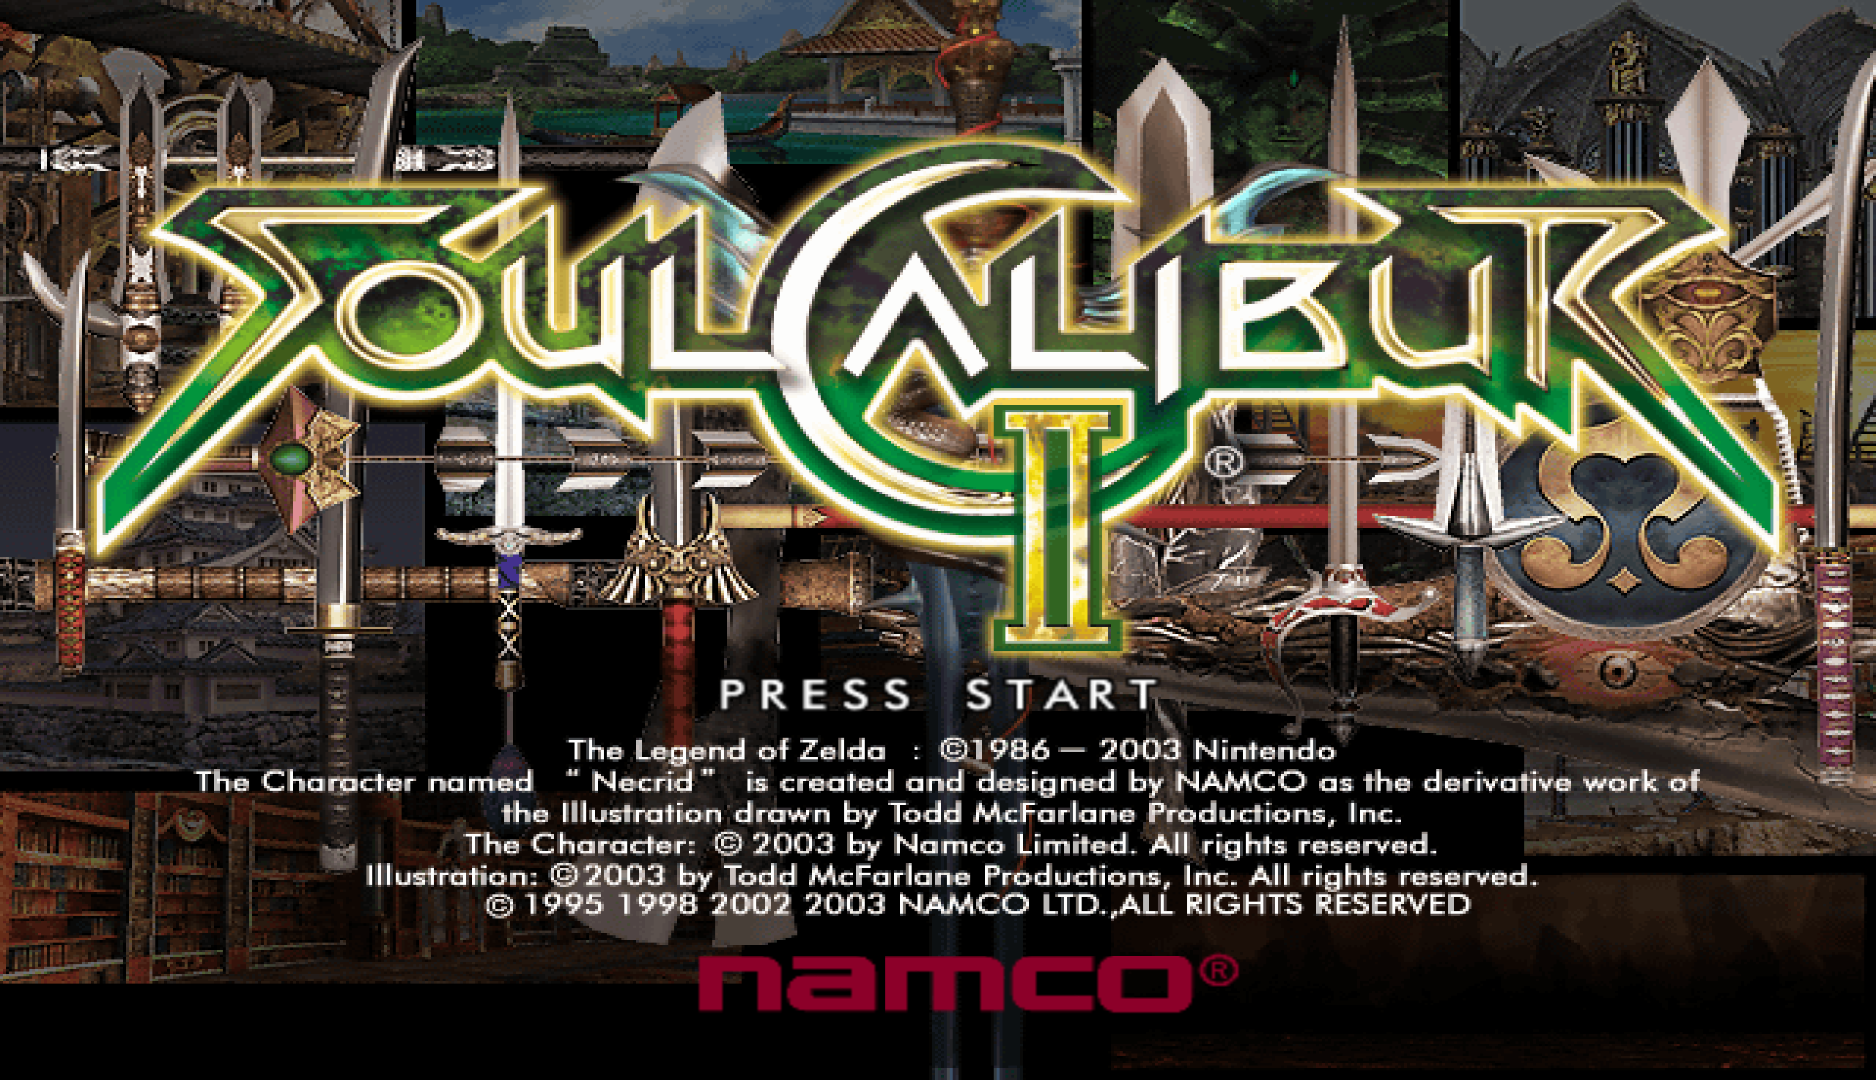 SOULCALIBUR
II ®
PRESS START
The Legend of Zelda : ©1986 — 2003 Nintendo
The Character named “ Necrid ” is created and designed by NAMCO as the derivative work of
the Illustration drawn by Todd McFarlane Productions, Inc.
The Character: © 2003 by Namco Limited. All rights reserved.
Illustration: © 2003 by Todd McFarlane Productions, Inc. All rights reserved.
© 1995 1998 2002 2003 NAMCO LTD.,ALL RIGHTS RESERVED
namco®